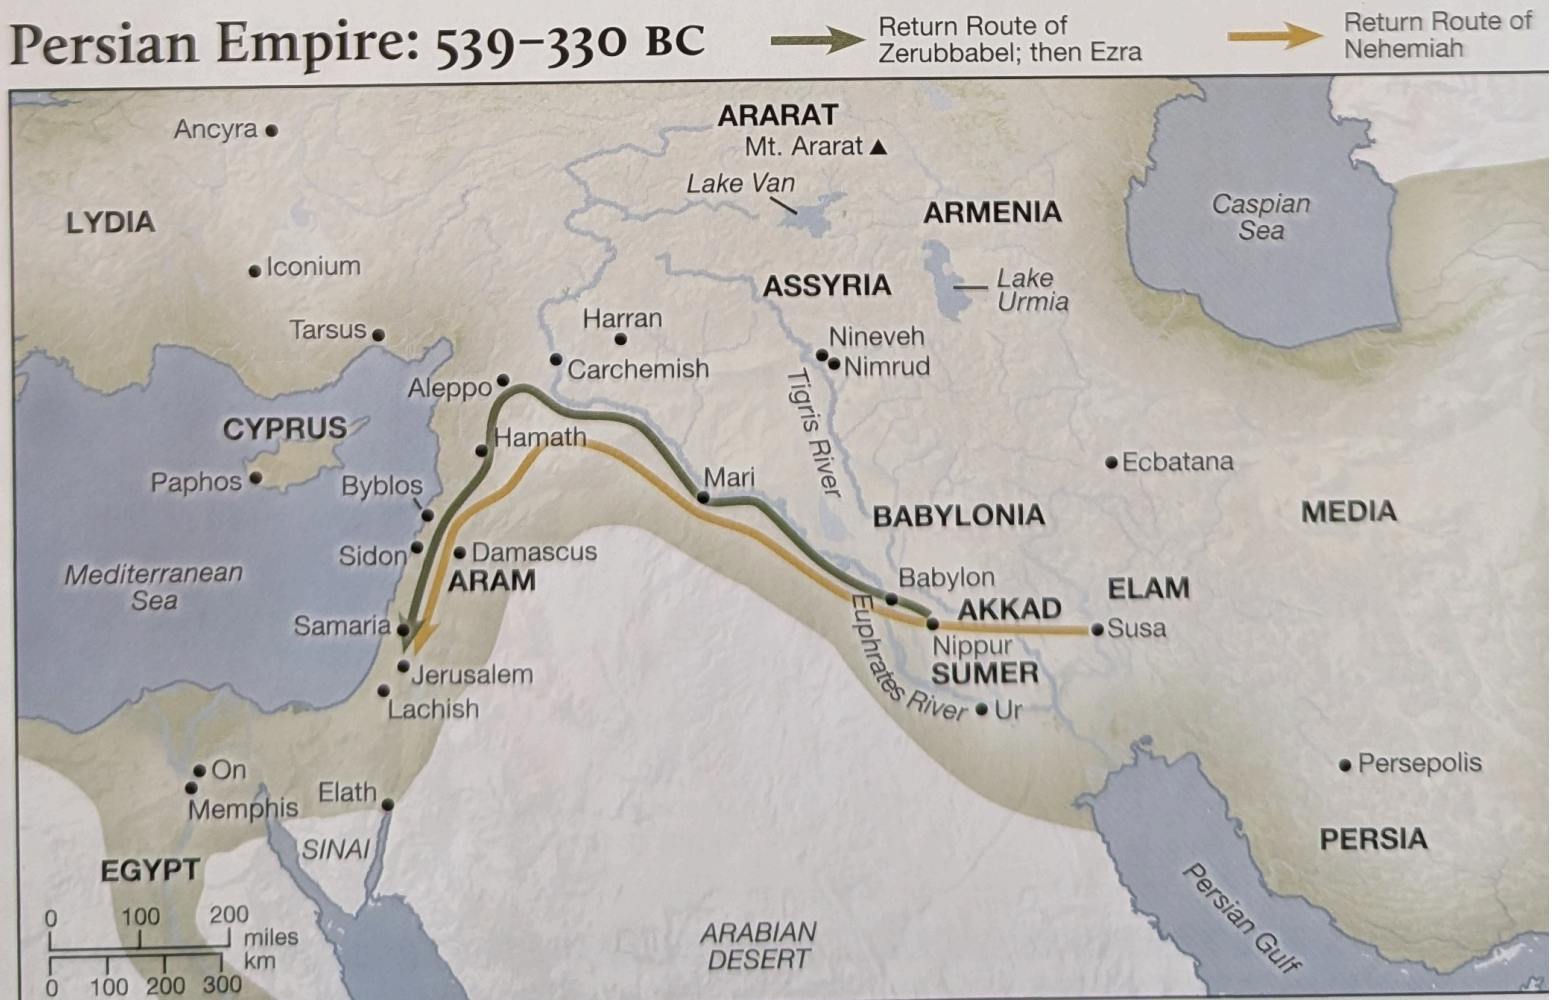 Persian Empire: 539–330 BC
Return Route of
Zerubbabel; then Ezra
Return Route of
Nehemiah
Ancyra
ARARAT
Mt. Ararat
Lake Van
LYDIA
ARMENIA
Caspian
Sea
Iconium
ASSYRIA
Lake
Urmia
Tarsus
Harran
Nineveh
Carchemish
Nimrud
Aleppo
Tigris River
CYPRUS
Hamath
Ecbatana
Paphos
Byblos
Mari
BABYLONIA
MEDIA
Sidon
Damascus
Mediterranean
Sea
ARAM
Babylon
ELAM
AKKAD
Samaria
Susa
Euphrates River
Nippur
Jerusalem
SUMER
Lachish
Ur
On
Persepolis
Memphis
Elath
SINAI
PERSIA
EGYPT
Persian Gulf
ARABIAN
DESERT
0 100 200
miles
km
0 100 200 300